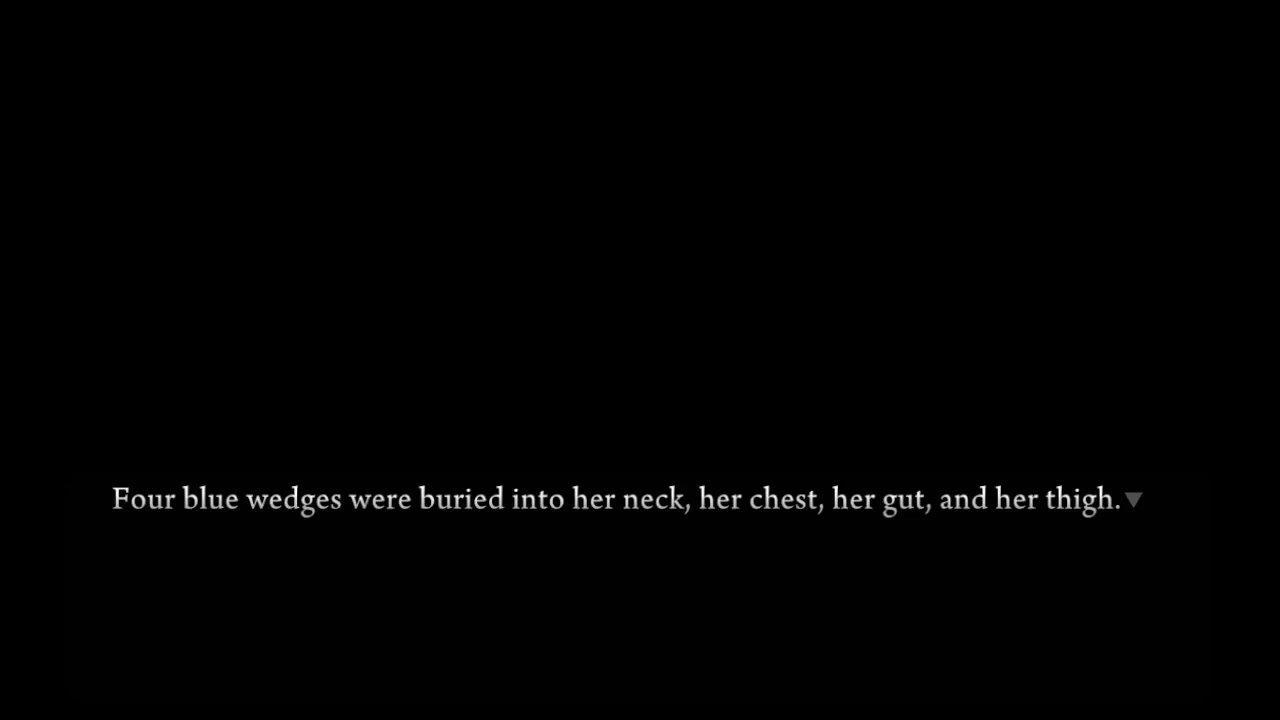 Four blue wedges were buried into her neck, her chest, her gut, and her thigh.